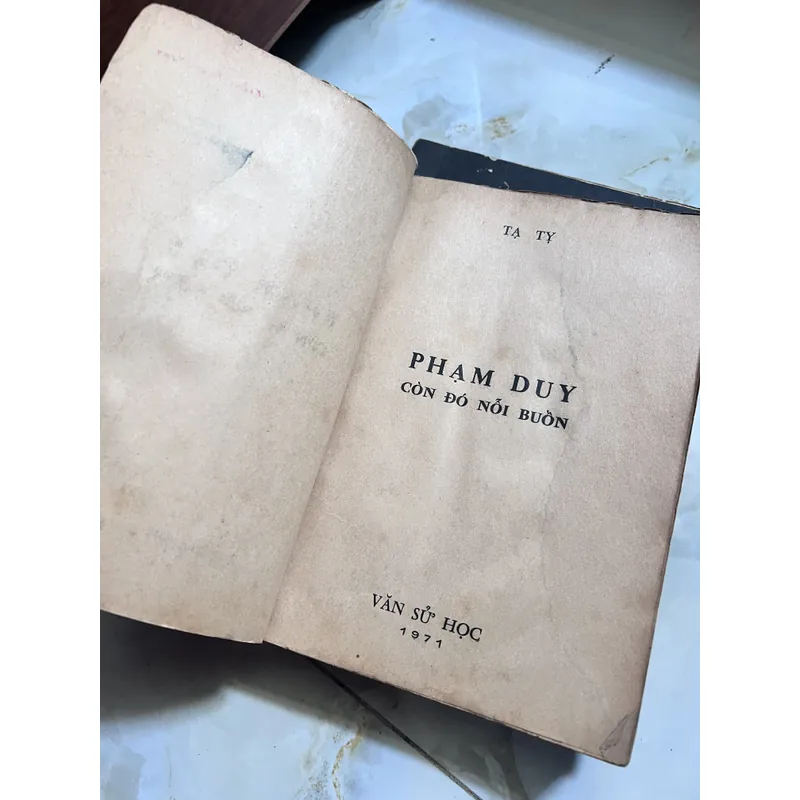 TẠ TỴ
PHẠM DUY
CÒN ĐÓ NỖI BUỒN
VĂN SỬ HỌC
1971